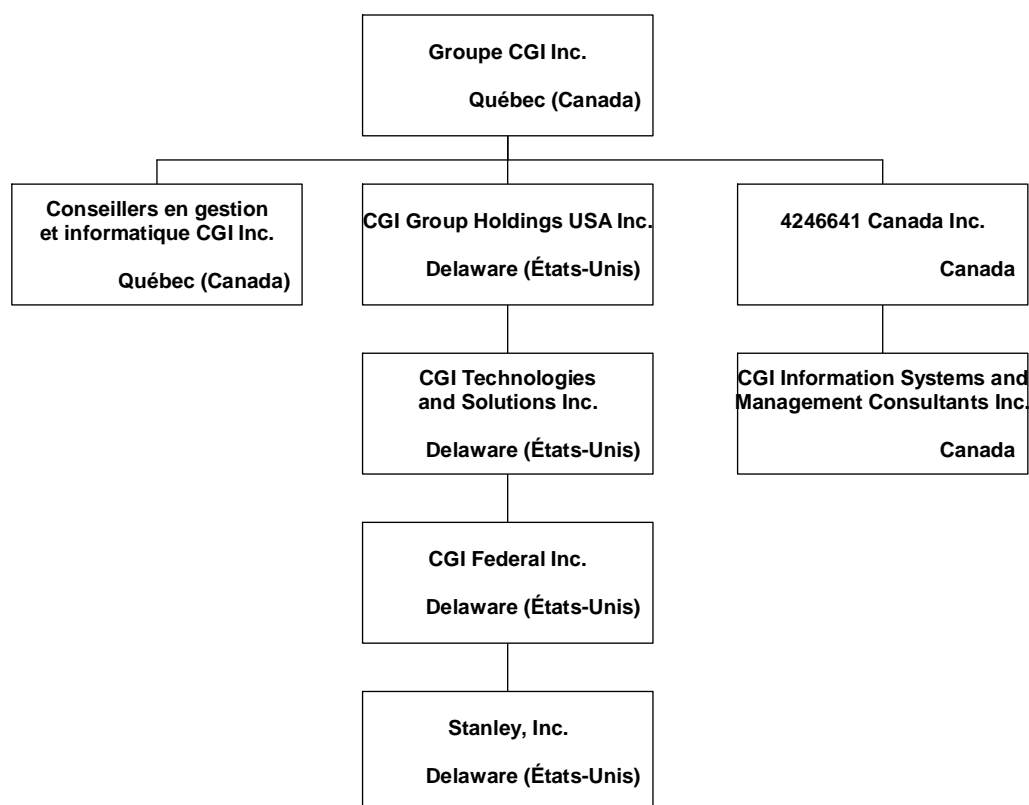 Groupe CGI Inc.
Québec (Canada)
Conseillers en gestion
et informatique CGI Inc.
Québec (Canada)
CGI Group Holdings USA Inc.
Delaware (États-Unis)
4246641 Canada Inc.
Canada
CGI Technologies
and Solutions Inc.
Delaware (États-Unis)
CGI Information Systems and
Management Consultants Inc.
Canada
CGI Federal Inc.
Delaware (États-Unis)
Stanley, Inc.
Delaware (États-Unis)